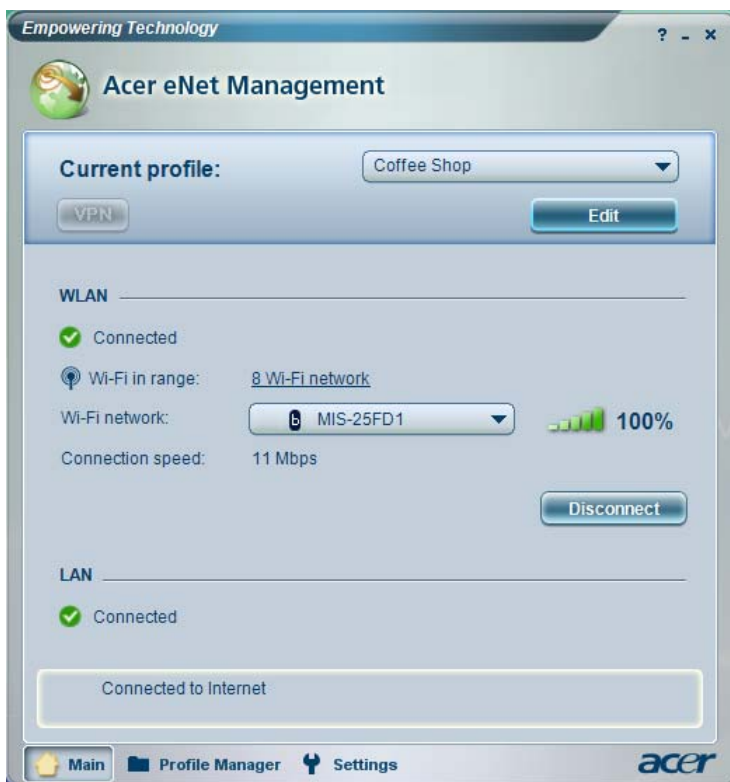 Empowering Technology
? - ×
Acer eNet Management
Current profile:
Coffee Shop
VPN
Edit
WLAN
Connected
Wi-Fi in range: 8 Wi-Fi network
Wi-Fi network: b MIS-25FD1 100%
Connection speed: 11 Mbps
Disconnect
LAN
Connected
Connected to Internet
Main Profile Manager Settings acer